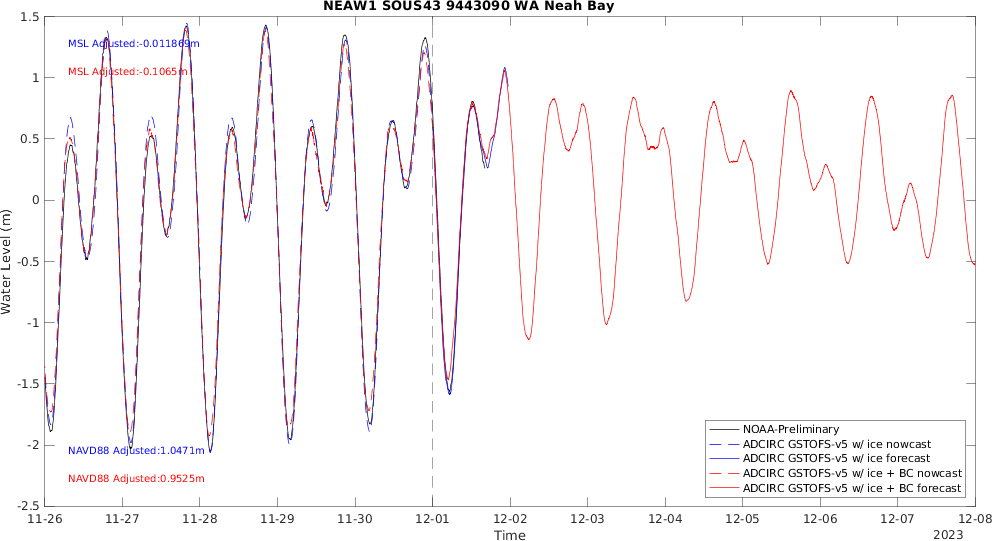 NEAW1 SOUS43 9443090 WA Neah Bay
1.5
1
0.5
0
-0.5
-1
-1.5
-2
-2.5
Water Level (m)
MSL Adjusted:-0.011869m
MSL Adjusted:-0.1065m
NAVD88 Adjusted:1.0471m
NAVD88 Adjusted:0.9525m
NOAA-Preliminary
ADCIRC GSTOFS-v5 w/ ice nowcast
ADCIRC GSTOFS-v5 w/ ice forecast
ADCIRC GSTOFS-v5 w/ ice + BC nowcast
ADCIRC GSTOFS-v5 w/ ice + BC forecast
11-26 11-27 11-28 11-29 11-30 12-01 12-02 12-03 12-04 12-05 12-06 12-07 12-08
Time
2023